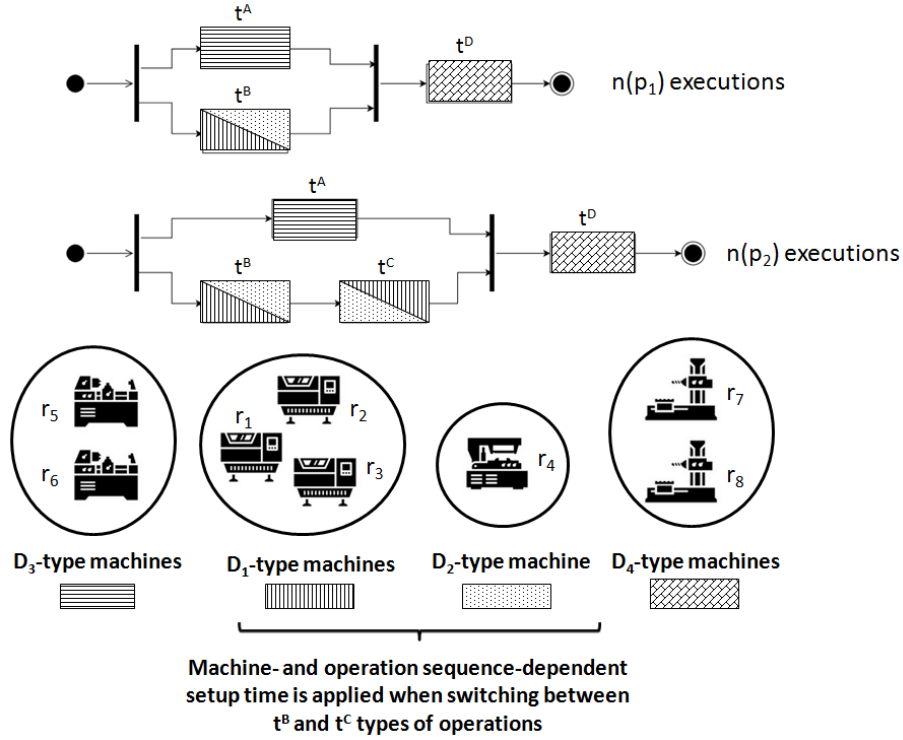 t^A
t^D
n(p₁) executions
t^B
t^A
t^D
n(p₂) executions
t^B
t^C
r₅
r₆
r₁
r₂
r₃
r₄
r₇
r₈
D₃-type machines
D₁-type machines
D₂-type machine
D₄-type machines
Machine- and operation sequence-dependent
setup time is applied when switching between
t^B and t^C types of operations